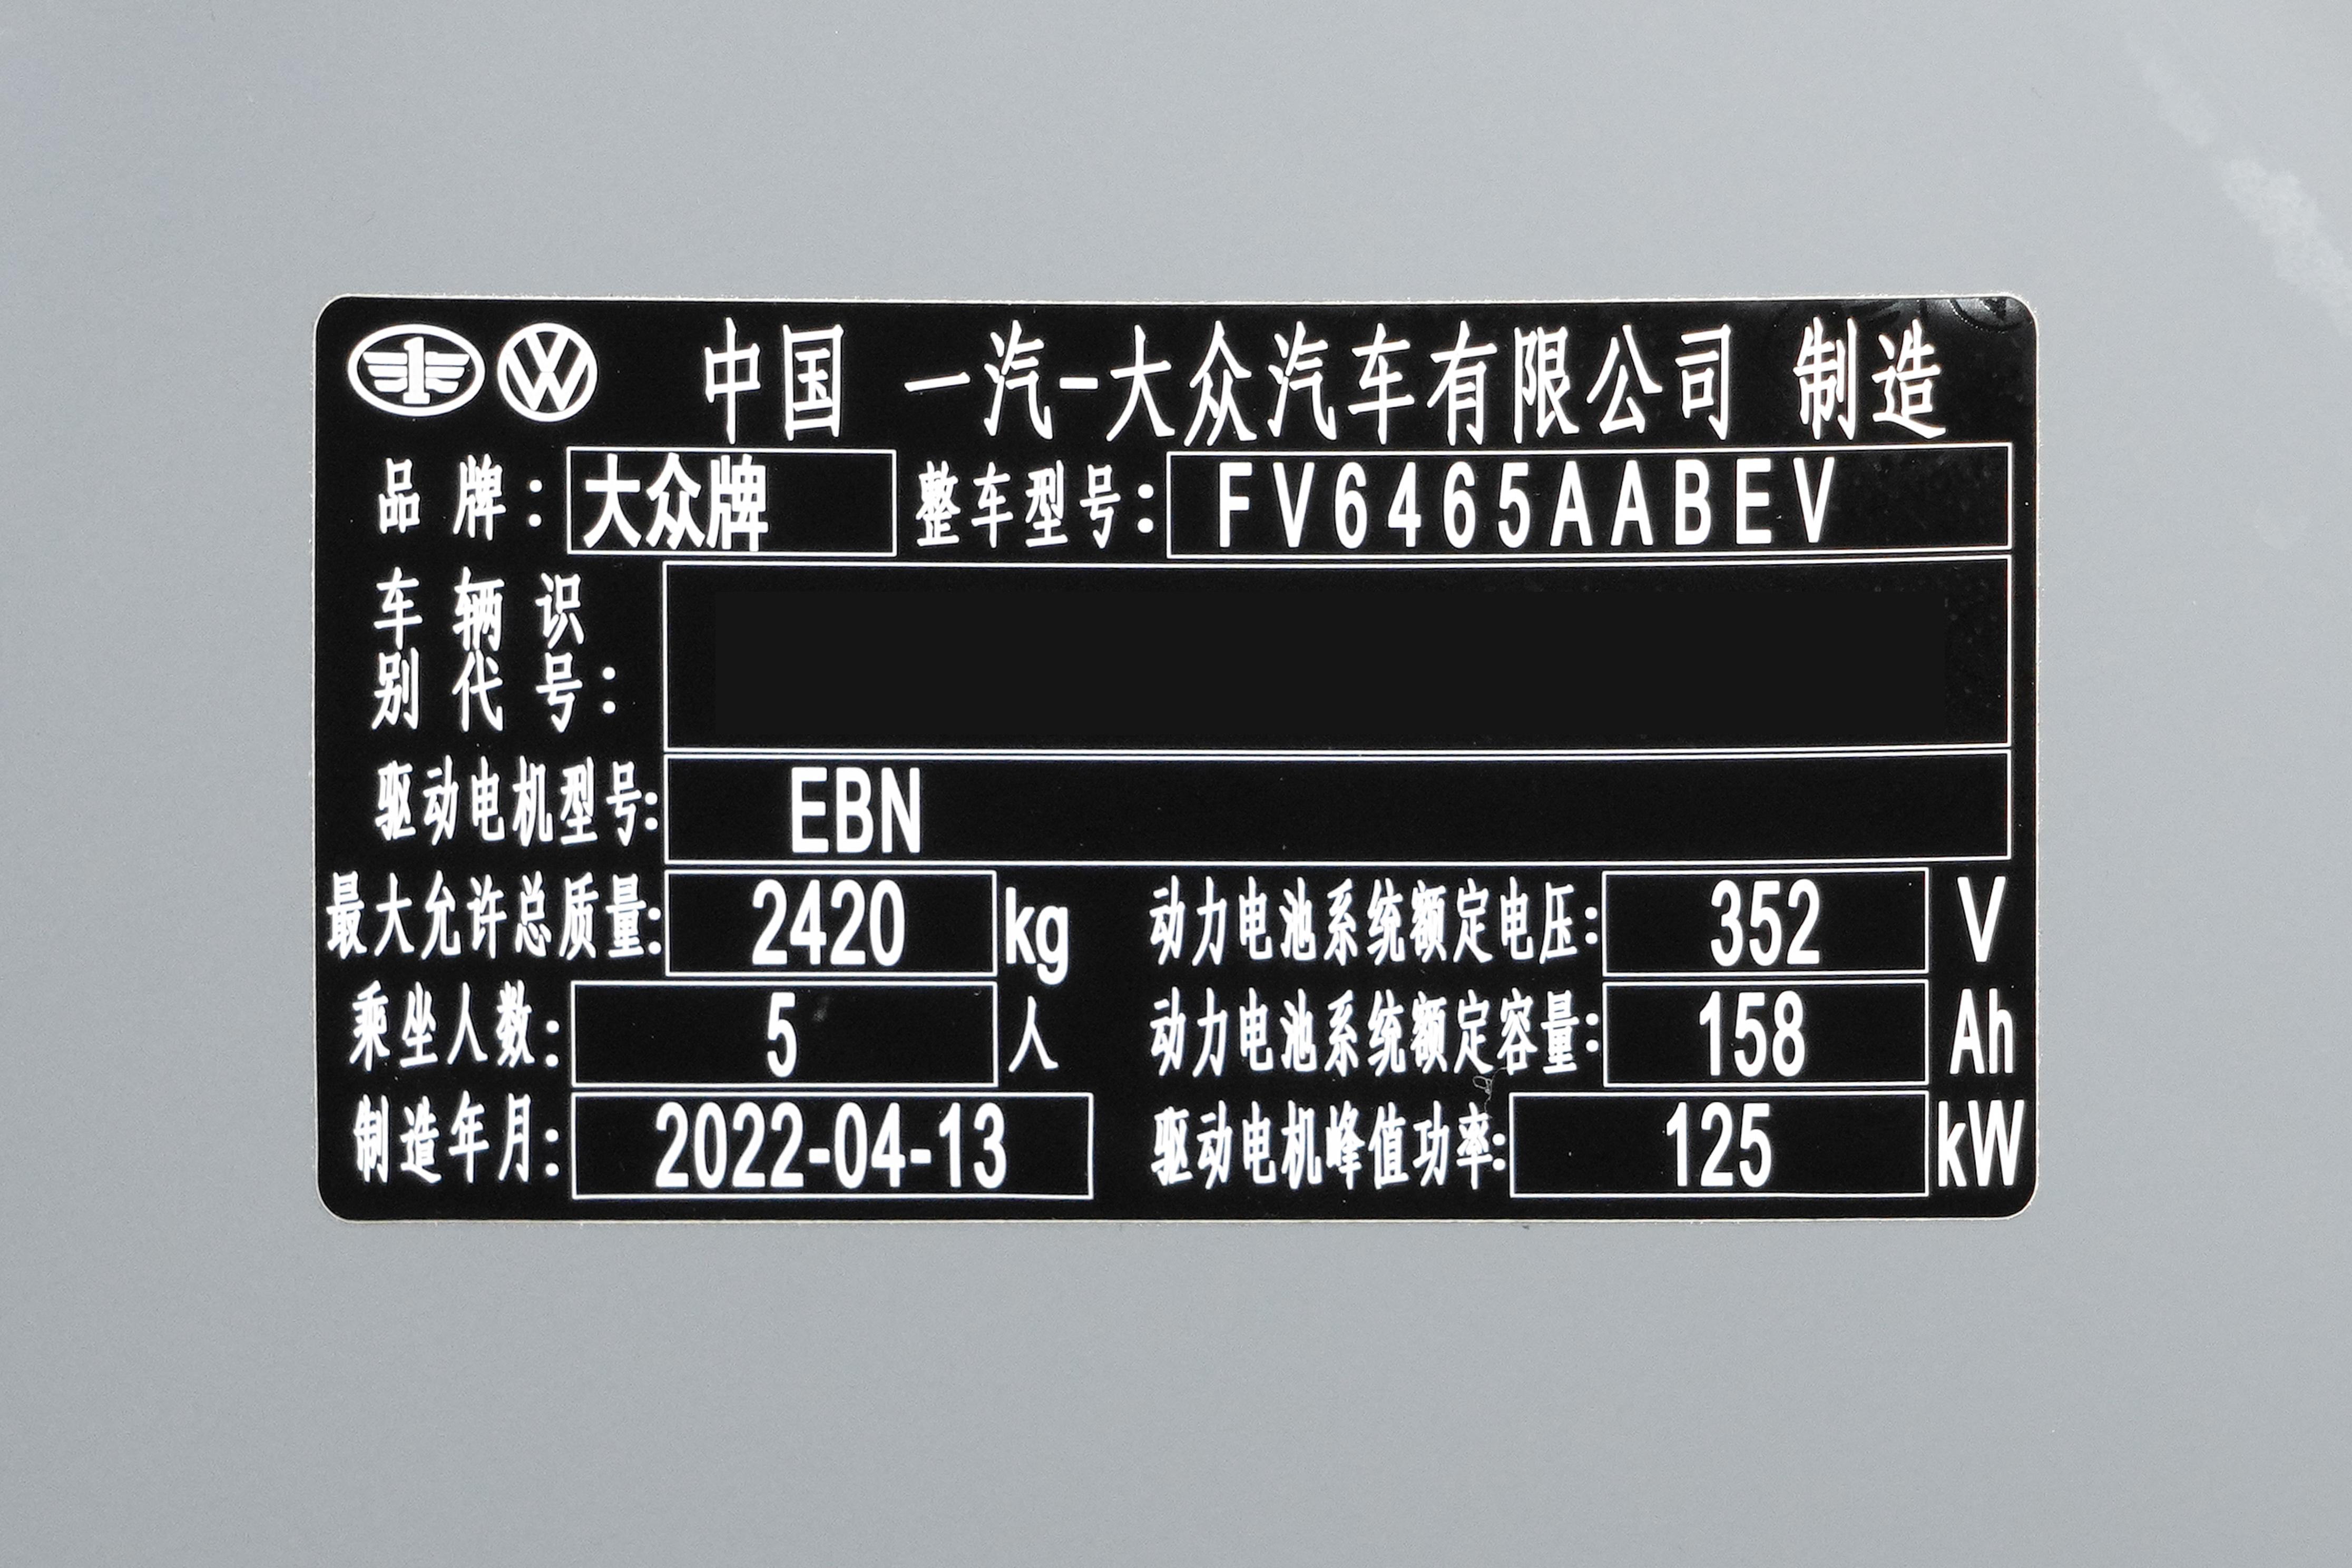 中国 一汽-大众汽车有限公司 制造
品牌: 大众牌 整车型号: FV6465AABEV
车辆识
别代号:
驱动电机型号: EBN
最大允许总质量: 2420 kg 动力电池系统额定电压: 352 V
乘坐人数: 5 人 动力电池系统额定容量: 158 Ah
制造年月: 2022-04-13 驱动电机峰值功率: 125 kW